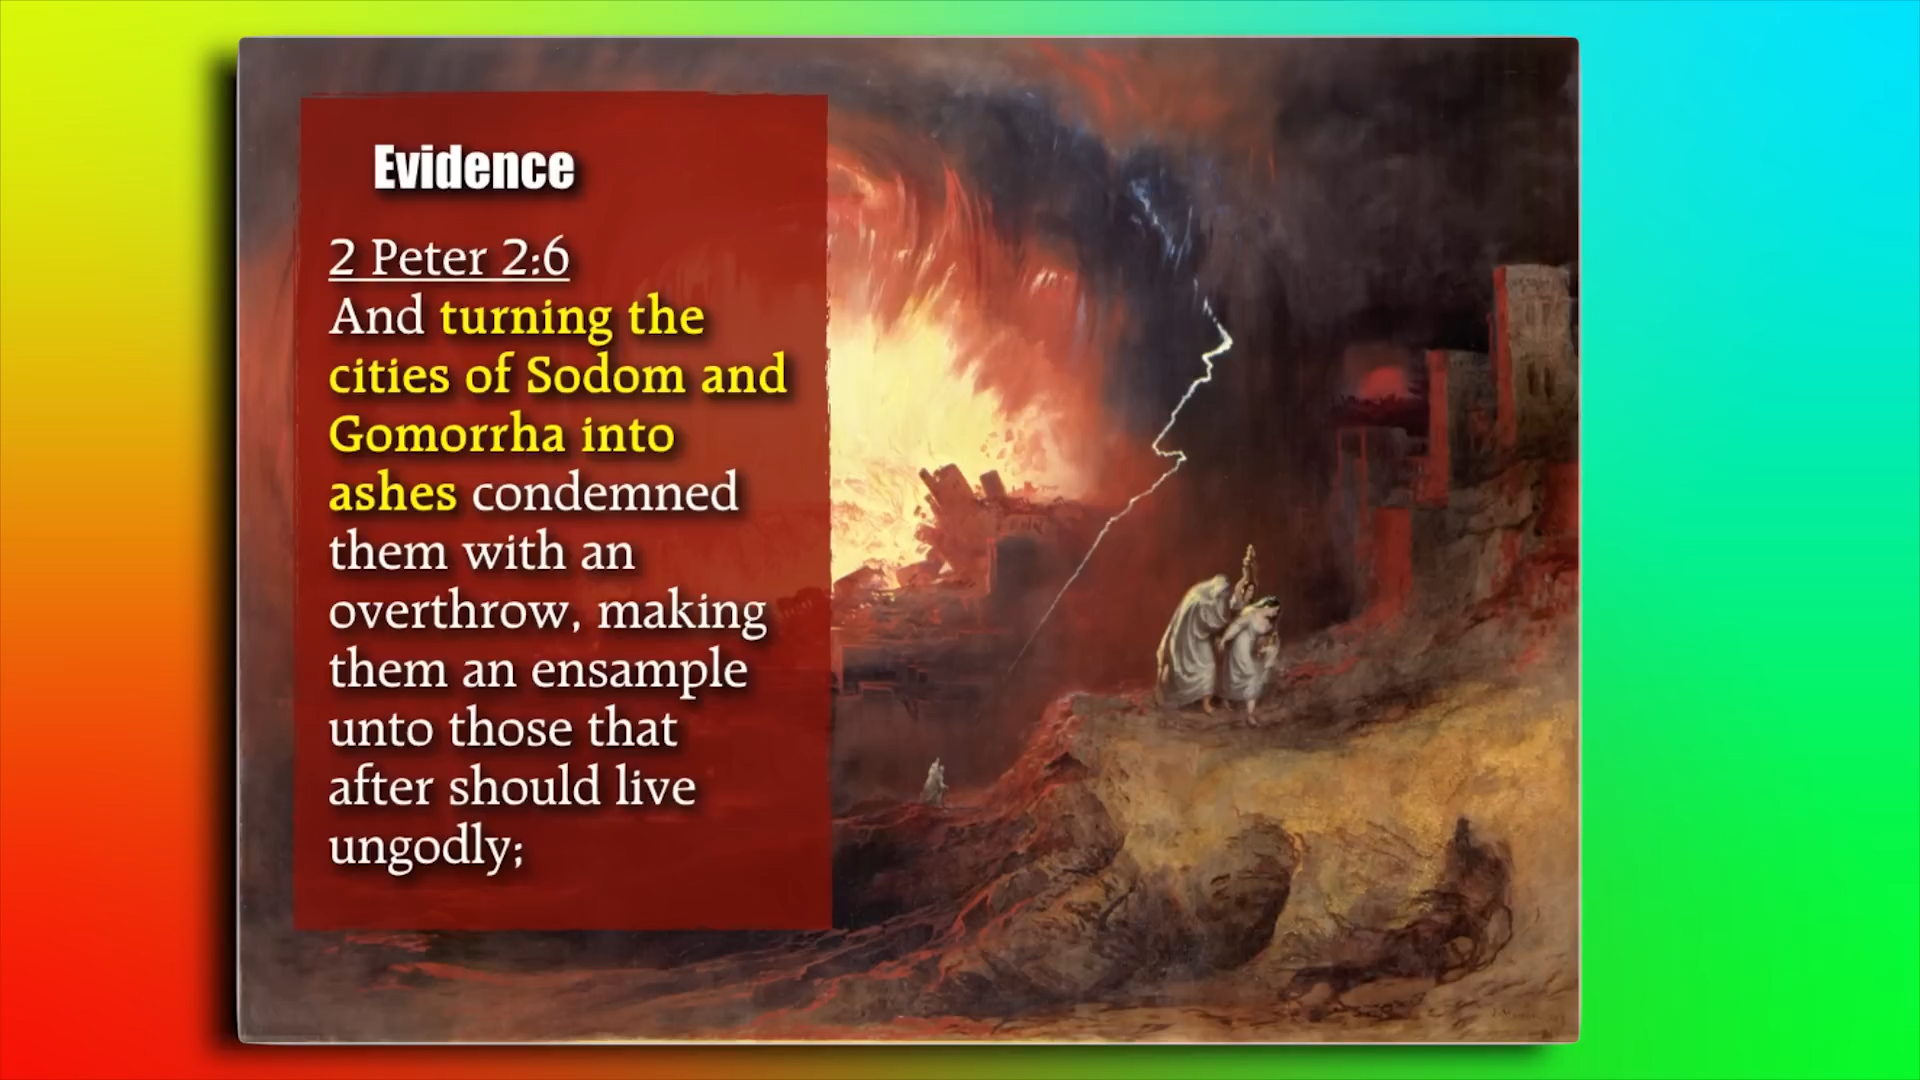 Evidence
2 Peter 2:6
And turning the
cities of Sodom and
Gomorrha into
ashes condemned
them with an
overthrow, making
them an ensample
unto those that
after should live
ungodly;